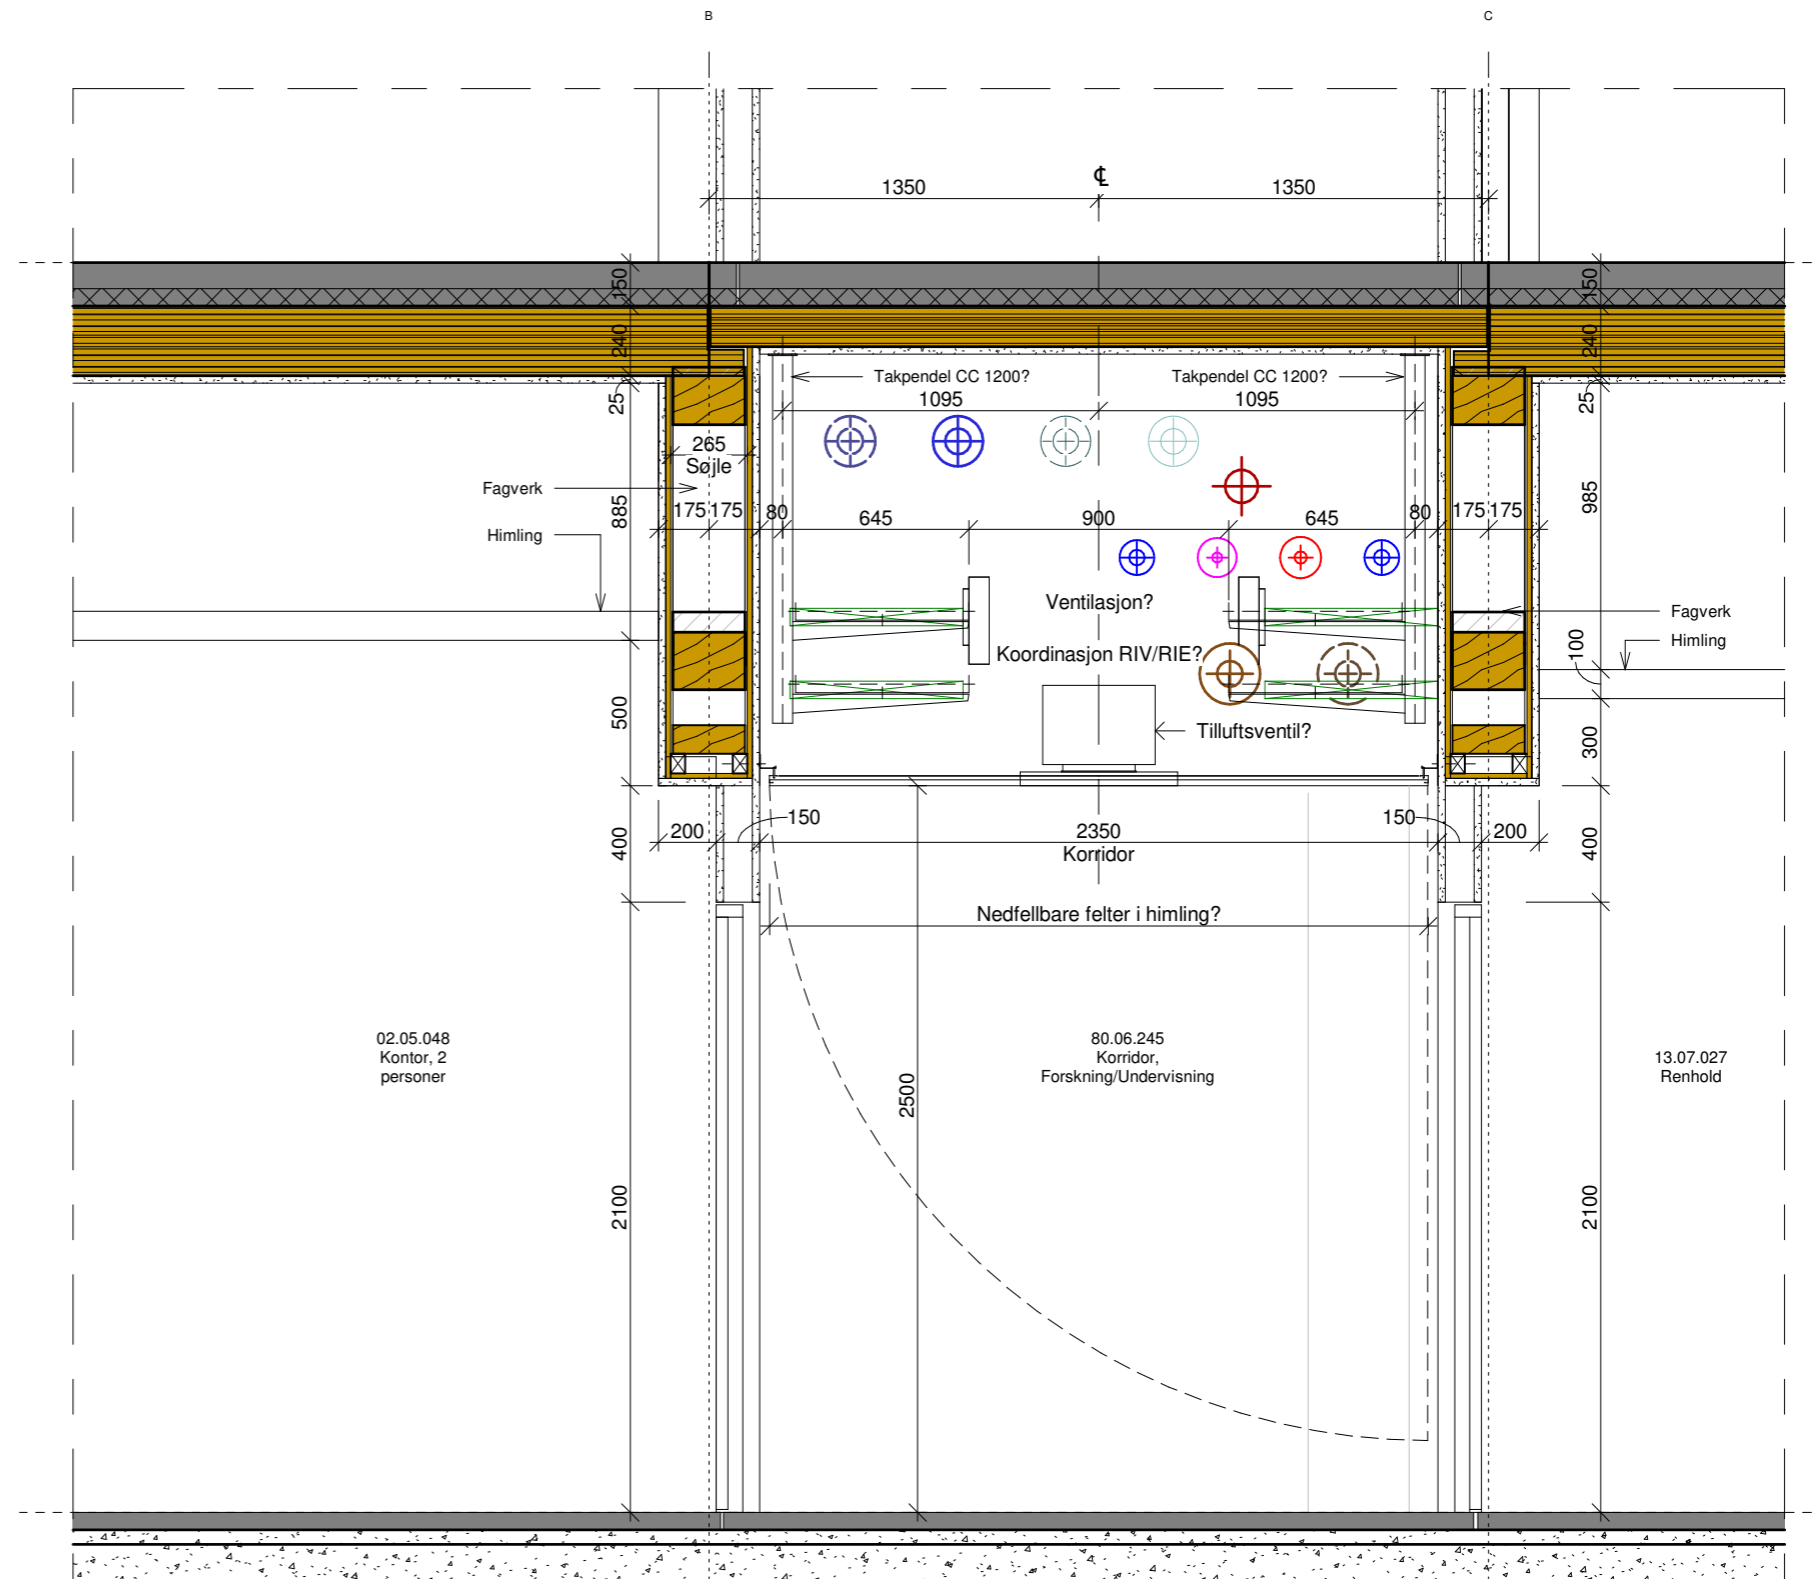 B
C
℄
1350
1350
150
150
240
240
25
25
Takpendel CC 1200?
Takpendel CC 1200?
1095
1095
265
Søjle
Fagverk
885
985
175
175
80
645
900
645
80
175
175
Himling
Ventilasjon?
Fagverk
Himling
100
Koordinasjon RIV/RIE?
500
300
Tilluftsventil?
200
150
2350
150
200
Korridor
400
400
Nedfellbare felter i himling?
02.05.048
Kontor, 2
personer
80.06.245
Korridor,
Forskning/Undervisning
13.07.027
Renhold
2500
2100
2100